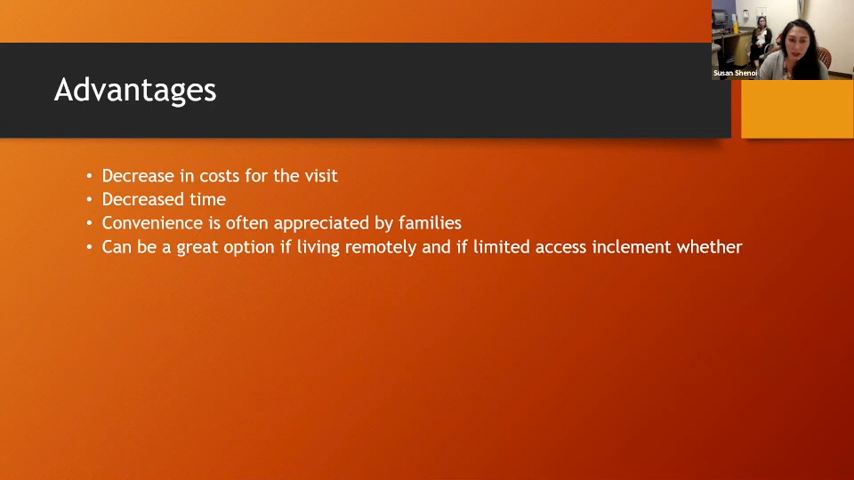 Susan Shenoi
Advantages
• Decrease in costs for the visit
• Decreased time
• Convenience is often appreciated by families
• Can be a great option if living remotely and if limited access inclement whether